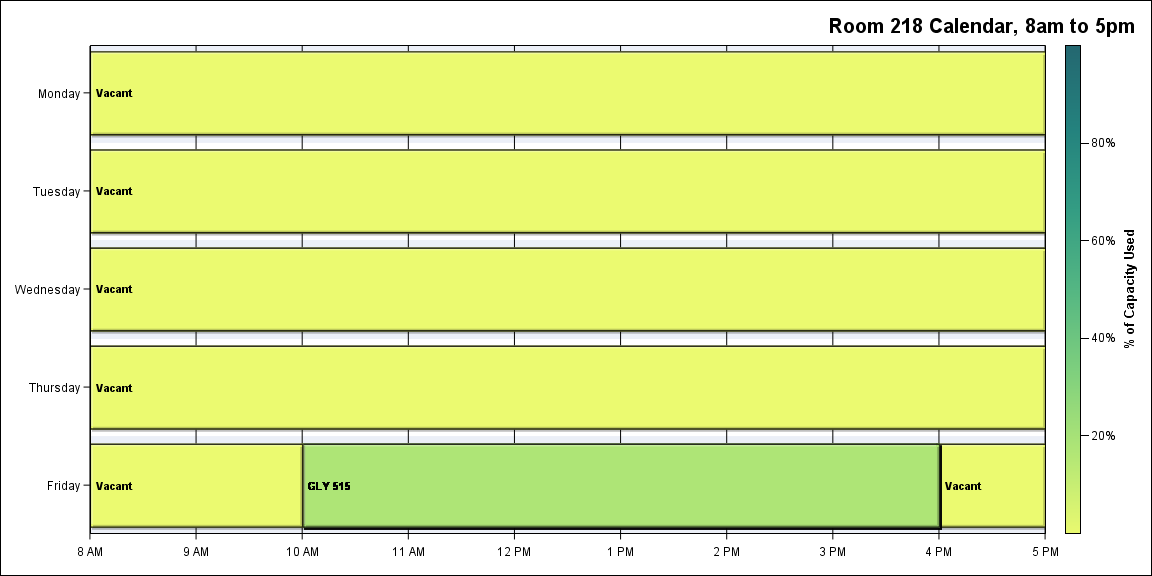 Room 218 Calendar, 8am to 5pm
Monday
Vacant
Tuesday
Vacant
Wednesday
Vacant
Thursday
Vacant
Friday
Vacant
GLY 515
Vacant
8 AM
9 AM
10 AM
11 AM
12 PM
1 PM
2 PM
3 PM
4 PM
5 PM
80%
60%
40%
20%
% of Capacity Used